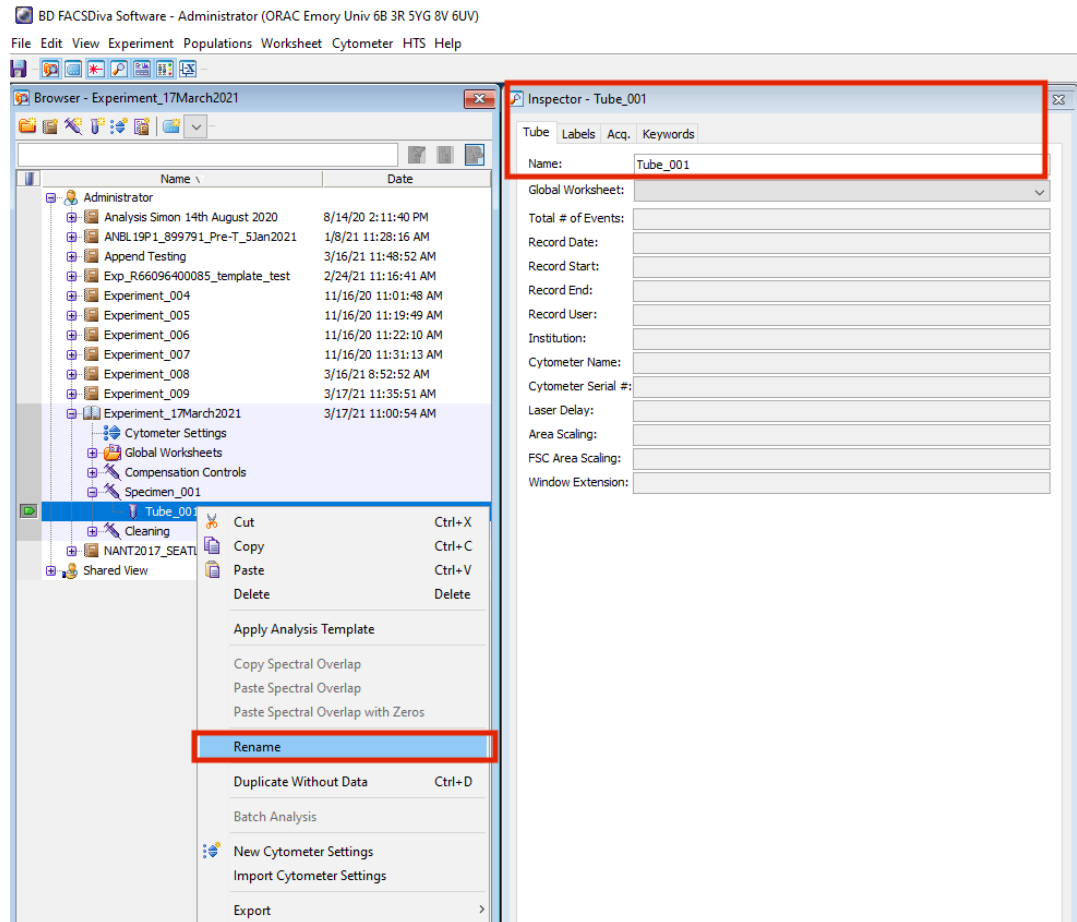 BD FACSDiva Software - Administrator (ORAC Emory Univ 6B 3R 5YG 8V 6UV)
File Edit View Experiment Populations Worksheet Cytometer HTS Help
Browser - Experiment_17March2021
Name Date
Administrator
Analysis Simon 14th August 2020 8/14/20 2:11:40 PM
ANBL19P1_899791_Pre-T_5Jan2021 1/8/21 11:28:16 AM
Append Testing 3/16/21 11:48:52 AM
Exp_R66096400085_template_test 2/24/21 11:16:41 AM
Experiment_004 11/16/20 11:01:48 AM
Experiment_005 11/16/20 11:19:49 AM
Experiment_006 11/16/20 11:22:10 AM
Experiment_007 11/16/20 11:31:13 AM
Experiment_008 3/16/21 8:52:52 AM
Experiment_009 3/17/21 11:35:51 AM
Experiment_17March2021 3/17/21 11:00:54 AM
Cytometer Settings
Global Worksheets
Compensation Controls
Specimen_001
Tube_001
Cleaning
NANT2017_SEATL
Shared View
Cut Ctrl+X
Copy Ctrl+C
Paste Ctrl+V
Delete Delete
Apply Analysis Template
Copy Spectral Overlap
Paste Spectral Overlap
Paste Spectral Overlap with Zeros
Rename
Duplicate Without Data Ctrl+D
Batch Analysis
New Cytometer Settings
Import Cytometer Settings
Export
Inspector - Tube_001
Tube Labels Acq. Keywords
Name: Tube_001
Global Worksheet:
Total # of Events:
Record Date:
Record Start:
Record End:
Record User:
Institution:
Cytometer Name:
Cytometer Serial #:
Laser Delay:
Area Scaling:
FSC Area Scaling:
Window Extension: